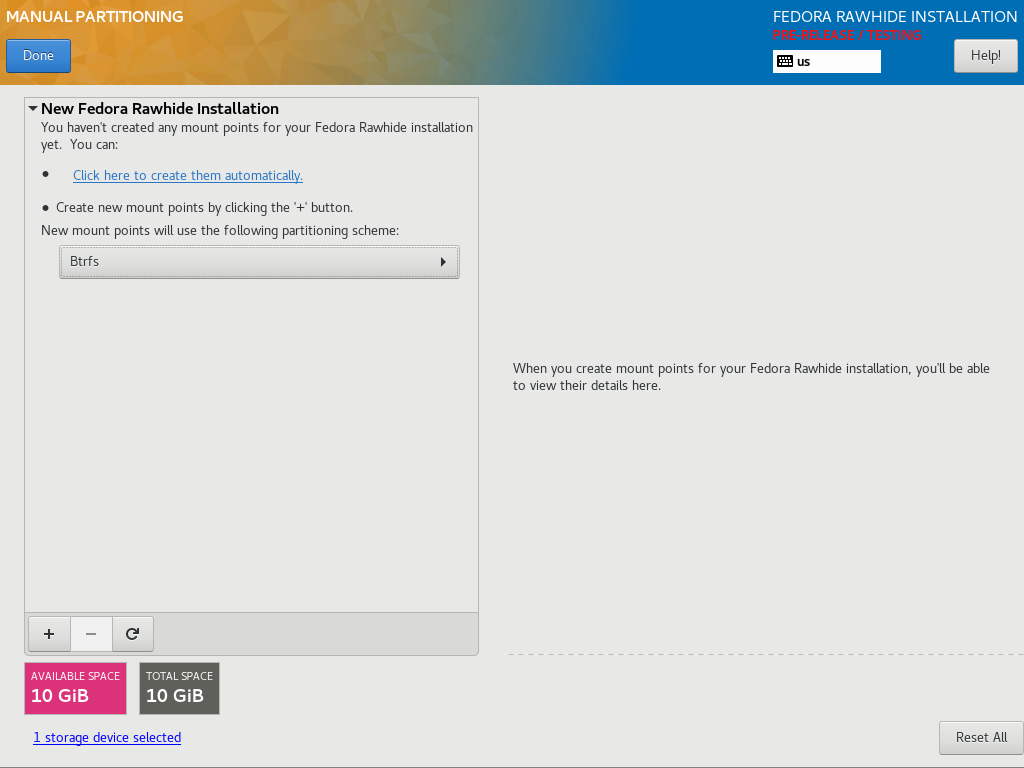 MANUAL PARTITIONING
FEDORA RAWHIDE INSTALLATION
PRE-RELEASE / TESTING
Done
us
Help!
New Fedora Rawhide Installation
You haven't created any mount points for your Fedora Rawhide installation
yet.  You can:
• Click here to create them automatically.
• Create new mount points by clicking the '+' button.
New mount points will use the following partitioning scheme:
Btrfs
When you create mount points for your Fedora Rawhide installation, you'll be able
to view their details here.
+ −
AVAILABLE SPACE
10 GiB
TOTAL SPACE
10 GiB
1 storage device selected
Reset All